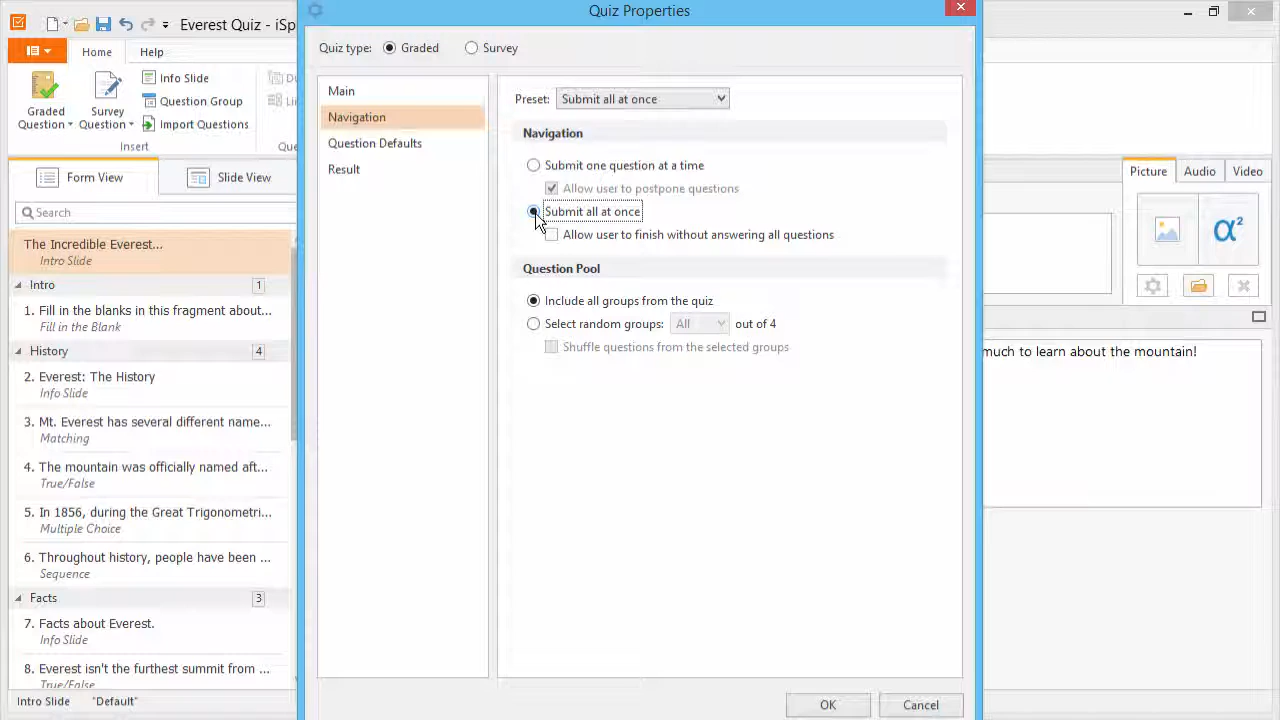 Everest Quiz - iSp
Quiz Properties
Home
Help
Graded Question
Survey Question
Info Slide
Question Group
Import Questions
Insert
Form View
Slide View
Search
The Incredible Everest...
Intro Slide
Intro
1
1. Fill in the blanks in this fragment about...
Fill in the Blank
History
4
2. Everest: The History
Info Slide
3. Mt. Everest has several different name...
Matching
4. The mountain was officially named aft...
True/False
5. In 1856, during the Great Trigonometri...
Multiple Choice
6. Throughout history, people have been ...
Sequence
Facts
3
7. Facts about Everest.
Info Slide
8. Everest isn't the furthest summit from ...
True/False
Intro Slide
"Default"
Quiz type:
Graded
Survey
Main
Navigation
Question Defaults
Result
Preset:
Submit all at once
Navigation
Submit one question at a time
Allow user to postpone questions
Submit all at once
Allow user to finish without answering all questions
Question Pool
Include all groups from the quiz
Select random groups:
All
out of 4
Shuffle questions from the selected groups
OK
Cancel
Picture
Audio
Video
α²
much to learn about the mountain!